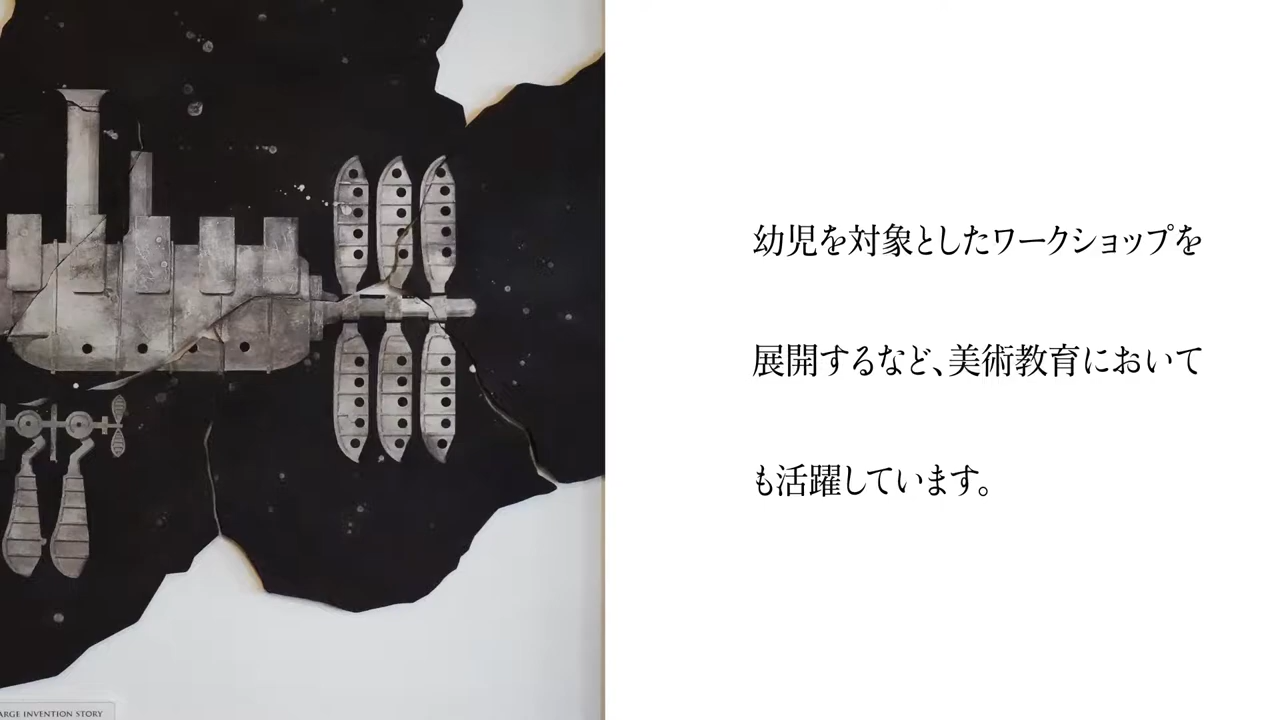 幼児を対象としたワークショップを
展開するなど、美術教育において
も活躍しています。
ARGE INVENTION STORY